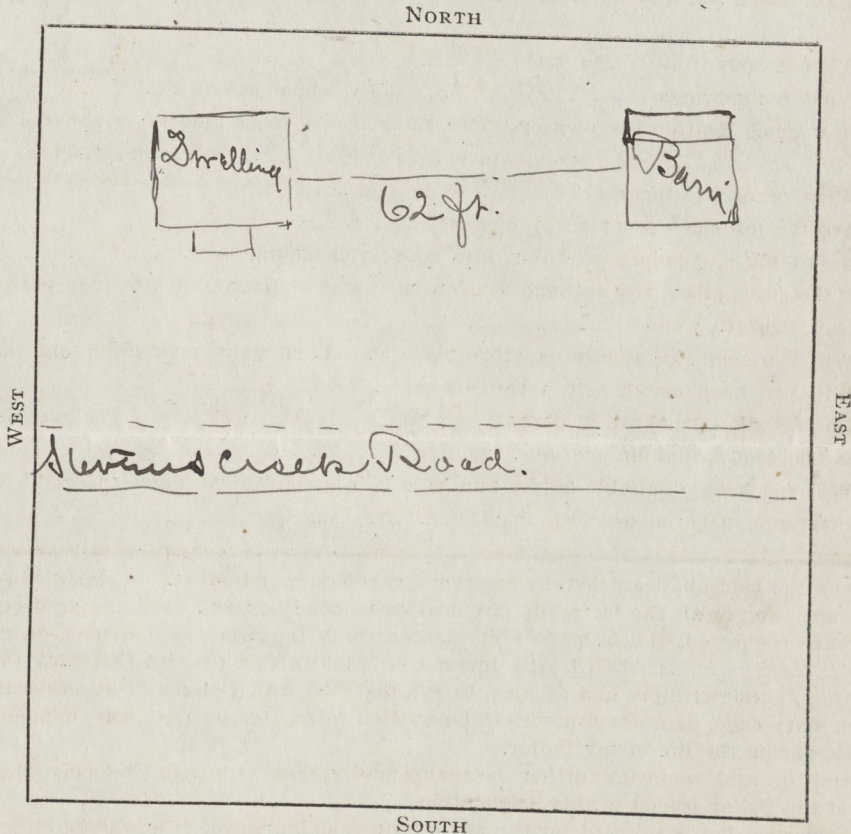 NORTH
Dwelling
Barn
62 ft.
WEST
EAST
Stevens Creek Road.
SOUTH